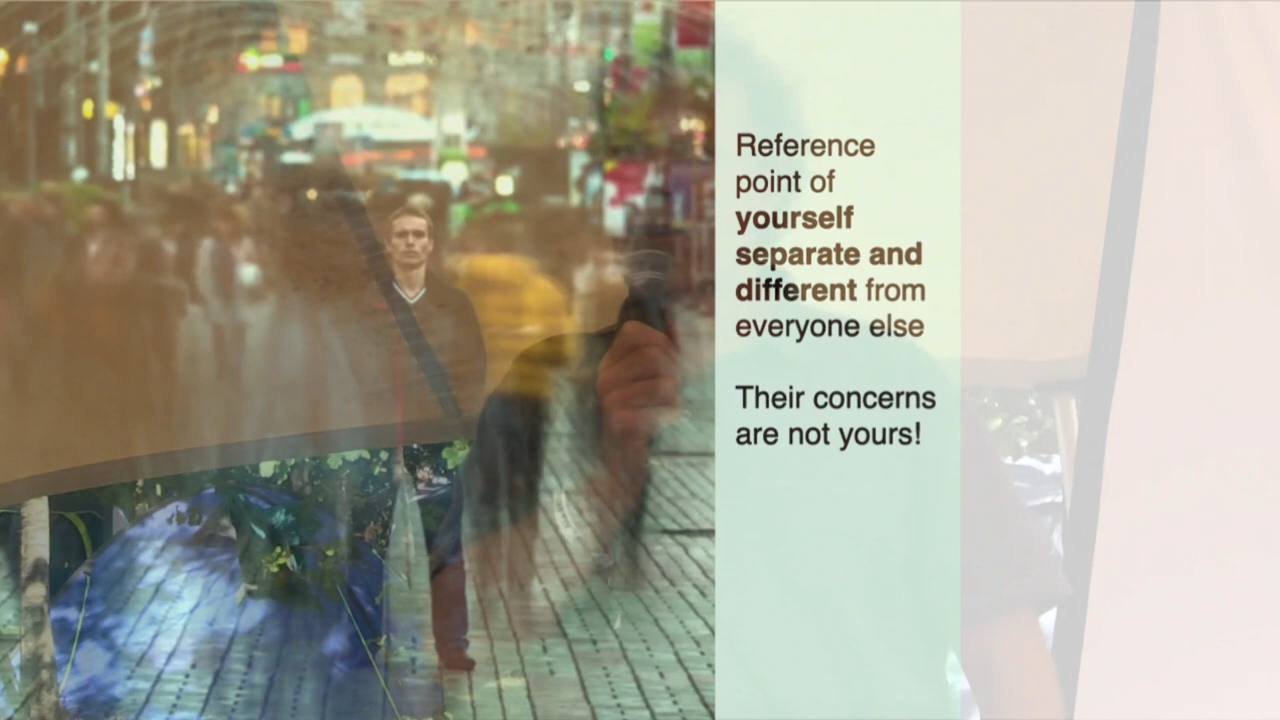 Reference
point of
yourself
separate and
different from
everyone else
Their concerns
are not yours!